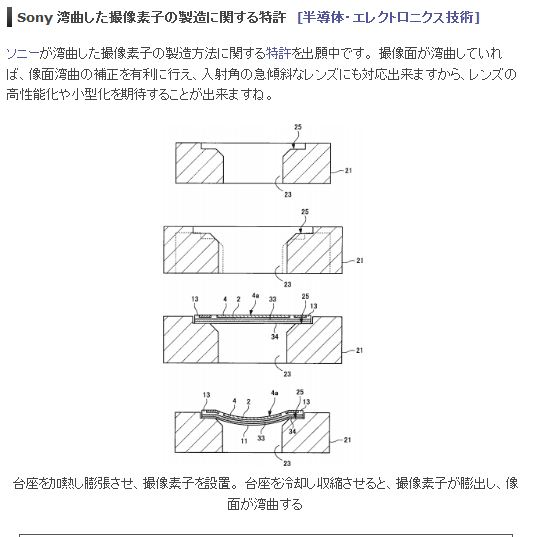 Sony 湾曲した撮像素子の製造に関する特許 [半導体・エレクトロニクス技術]
ソニーが湾曲した撮像素子の製造方法に関する特許を出願中です。撮像面が湾曲していれ
ば、像面湾曲の補正を有利に行え、入射角の急傾斜なレンズにも対応出来ますから、レンズの
高性能化や小型化を期待することが出来ますね。
25
21
23
25
21
23
13 4 2 4a 33 25 13
34
21
23
13 4 2 4a 25 13
11 33 34
21
23
台座を加熱し膨張させ、撮像素子を設置。台座を冷却し収縮させると、撮像素子が膨出し、像
面が湾曲する